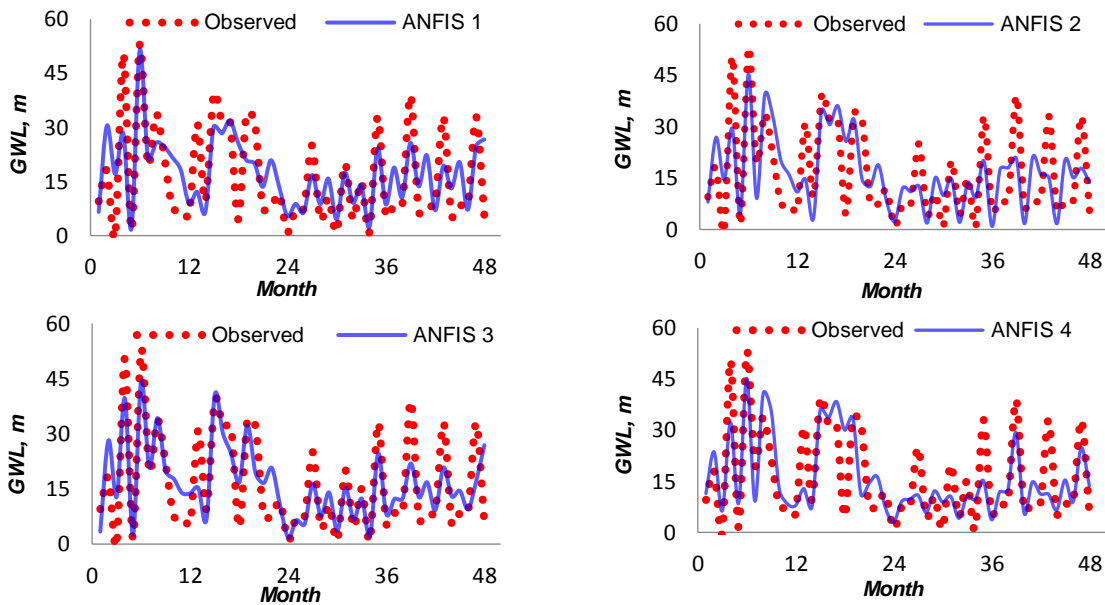 Observed ANFIS 1
60
45
30
15
0
GWL, m
0 12 24 36 48
Month
Observed ANFIS 2
60
45
30
15
0
GWL, m
0 12 24 36 48
Month
Observed ANFIS 3
60
45
30
15
0
GWL, m
0 12 24 36 48
Month
Observed ANFIS 4
60
45
30
15
0
GWL, m
0 12 24 36 48
Month